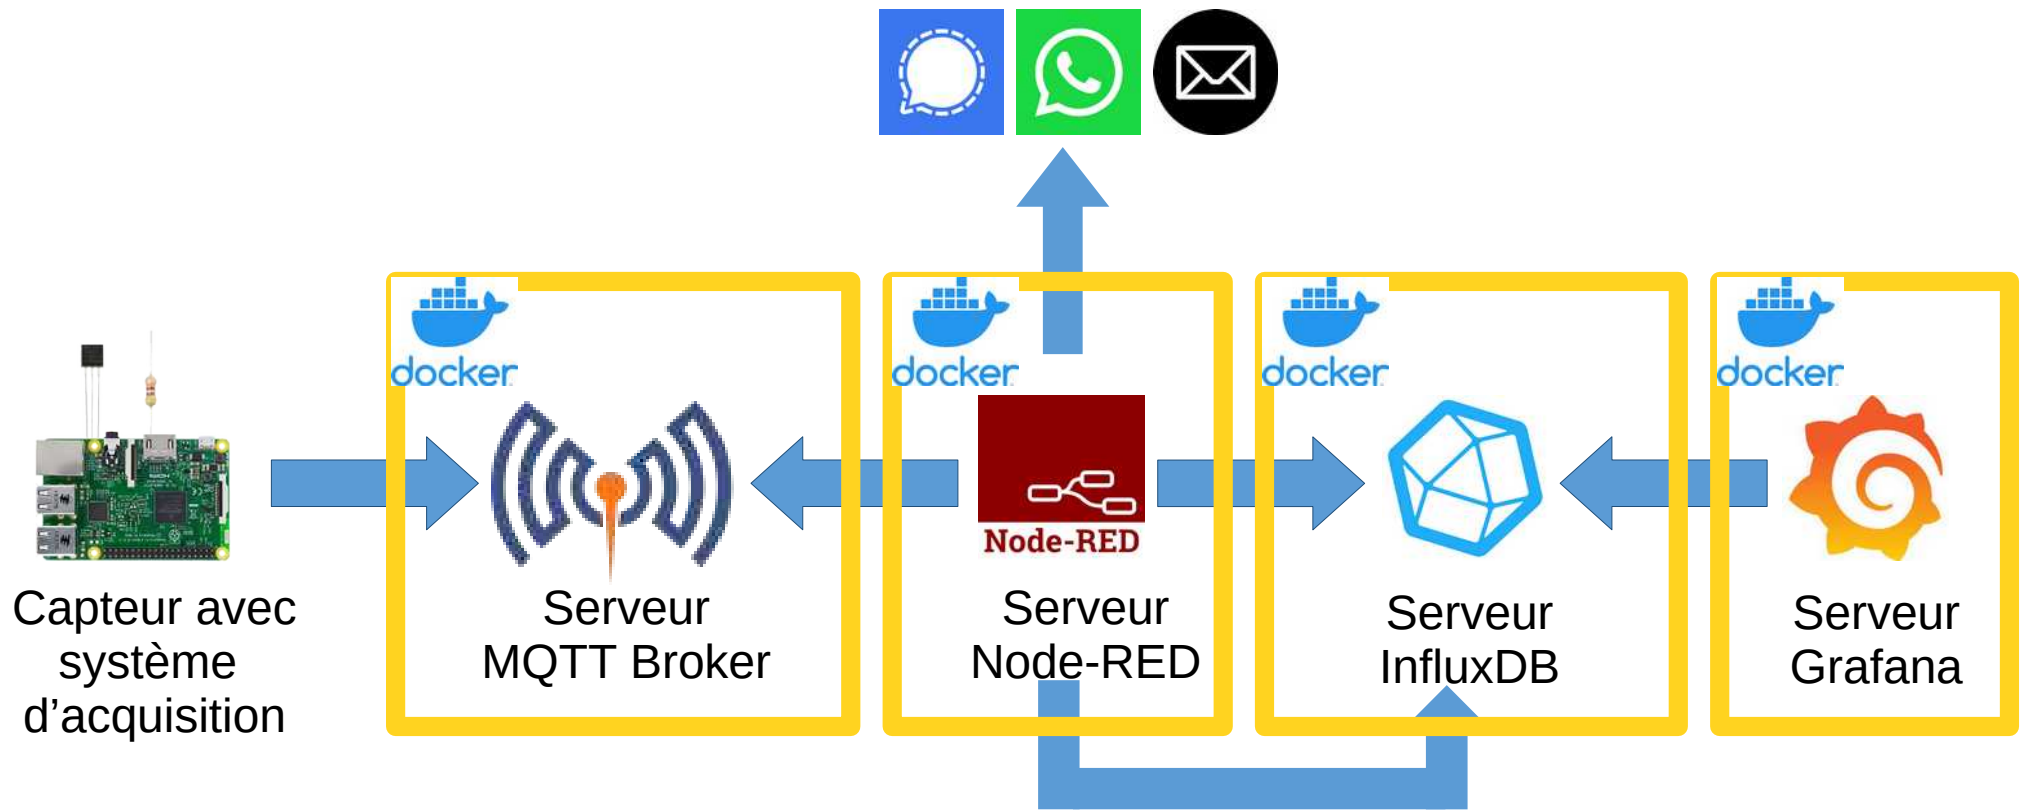 docker
docker
docker
docker
Node-RED
Capteur avec
système
d’acquisition
Serveur
MQTT Broker
Serveur
Node-RED
Serveur
InfluxDB
Serveur
Grafana